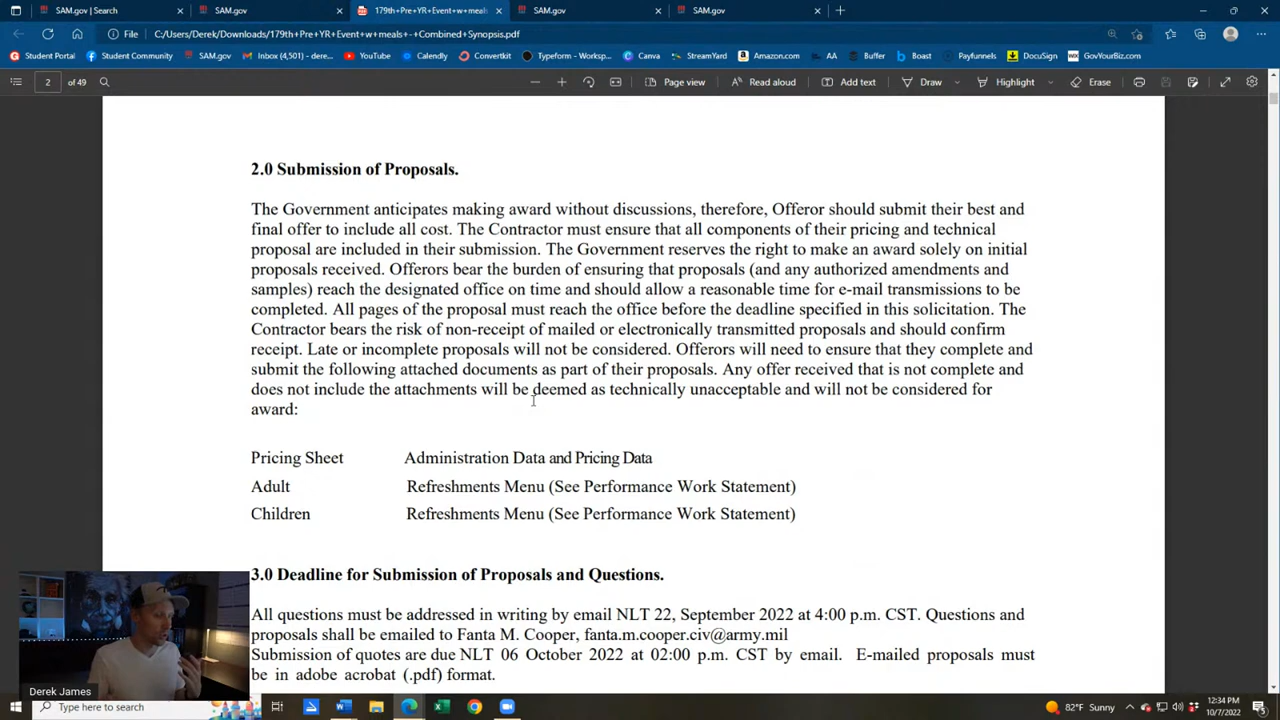 SAM.gov | Search
SAM.gov
179th+Pre+YR+Event+w+meals
SAM.gov
SAM.gov
File
C:/Users/Derek/Downloads/179th+Pre+YR+Event+w+meals+-+Combined+Synopsis.pdf
Student Portal
Student Community
SAM.gov
Inbox (4,501) - dere...
YouTube
Calendly
Convertkit
Typeform - Worksp...
Canva
StreamYard
Amazon.com
AA
Buffer
Boast
Payfunnels
DocuSign
GovYourBiz.com
2 of 49
Page view
Read aloud
Add text
Draw
Highlight
Erase
2.0 Submission of Proposals.
The Government anticipates making award without discussions, therefore, Offeror should submit their best and
final offer to include all cost. The Contractor must ensure that all components of their pricing and technical
proposal are included in their submission. The Government reserves the right to make an award solely on initial
proposals received. Offerors bear the burden of ensuring that proposals (and any authorized amendments and
samples) reach the designated office on time and should allow a reasonable time for e-mail transmissions to be
completed. All pages of the proposal must reach the office before the deadline specified in this solicitation. The
Contractor bears the risk of non-receipt of mailed or electronically transmitted proposals and should confirm
receipt. Late or incomplete proposals will not be considered. Offerors will need to ensure that they complete and
submit the following attached documents as part of their proposals. Any offer received that is not complete and
does not include the attachments will be deemed as technically unacceptable and will not be considered for
award:
Pricing Sheet Administration Data and Pricing Data
Adult Refreshments Menu (See Performance Work Statement)
Children Refreshments Menu (See Performance Work Statement)
3.0 Deadline for Submission of Proposals and Questions.
All questions must be addressed in writing by email NLT 22, September 2022 at 4:00 p.m. CST. Questions and
proposals shall be emailed to Fanta M. Cooper, fanta.m.cooper.civ@army.mil
Submission of quotes are due NLT 06 October 2022 at 02:00 p.m. CST by email. E-mailed proposals must
be in adobe acrobat (.pdf) format.
Derek James
Type here to search
82°F Sunny
12:34 PM
10/7/2022